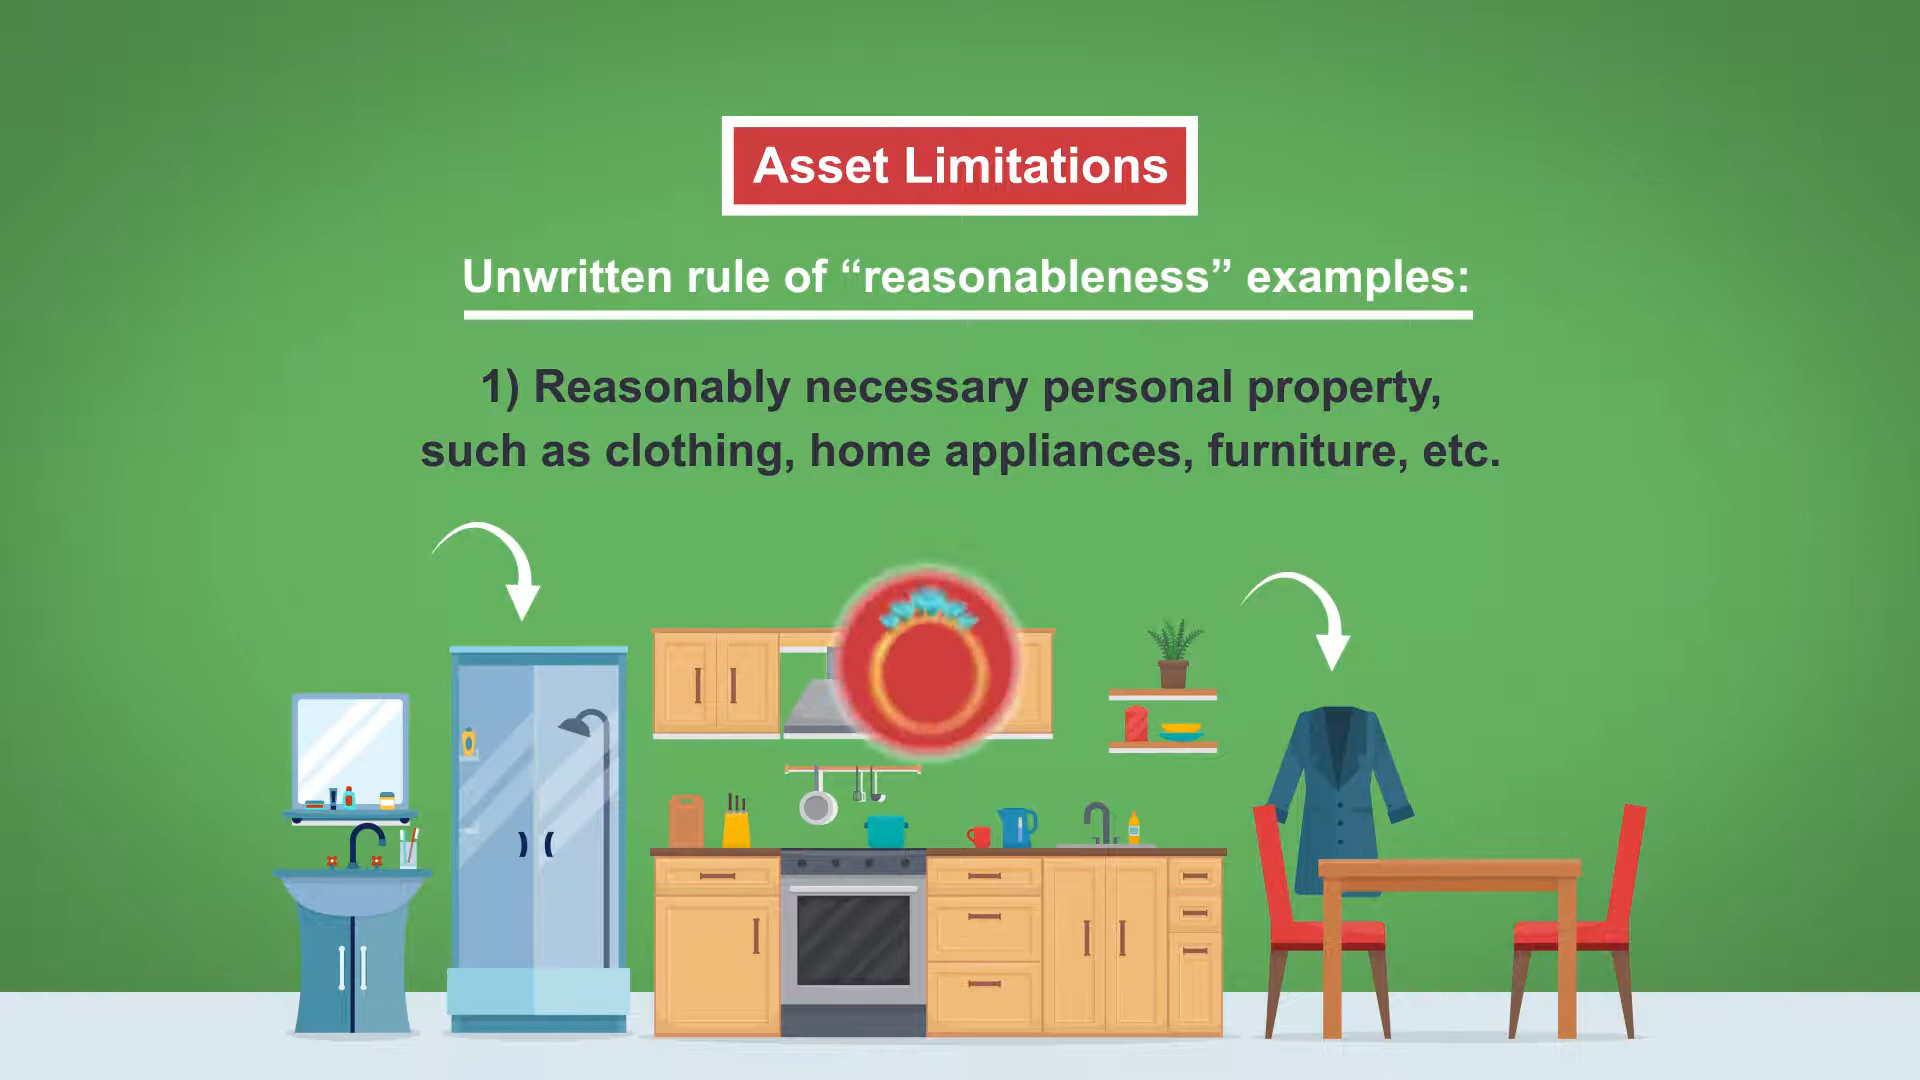 Asset Limitations
Unwritten rule of “reasonableness” examples:
1) Reasonably necessary personal property,
such as clothing, home appliances, furniture, etc.